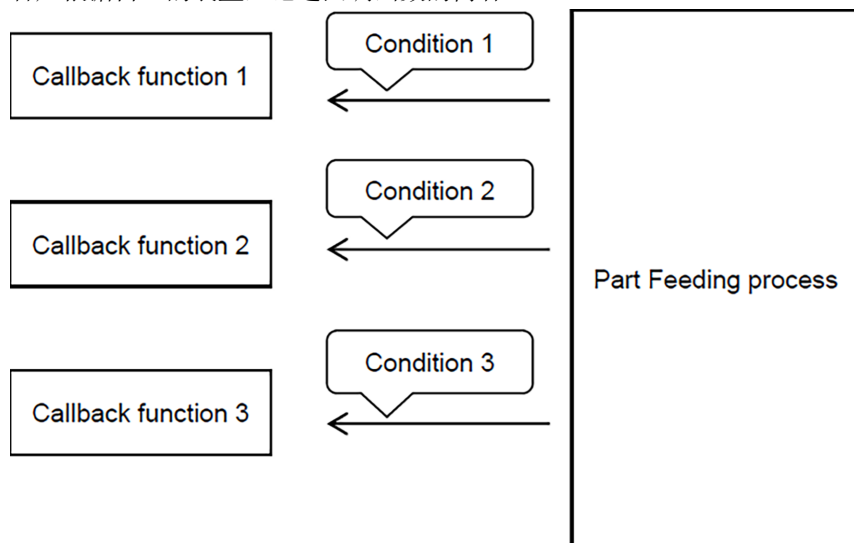 Callback function 1
Condition 1
Callback function 2
Condition 2
Part Feeding process
Callback function 3
Condition 3